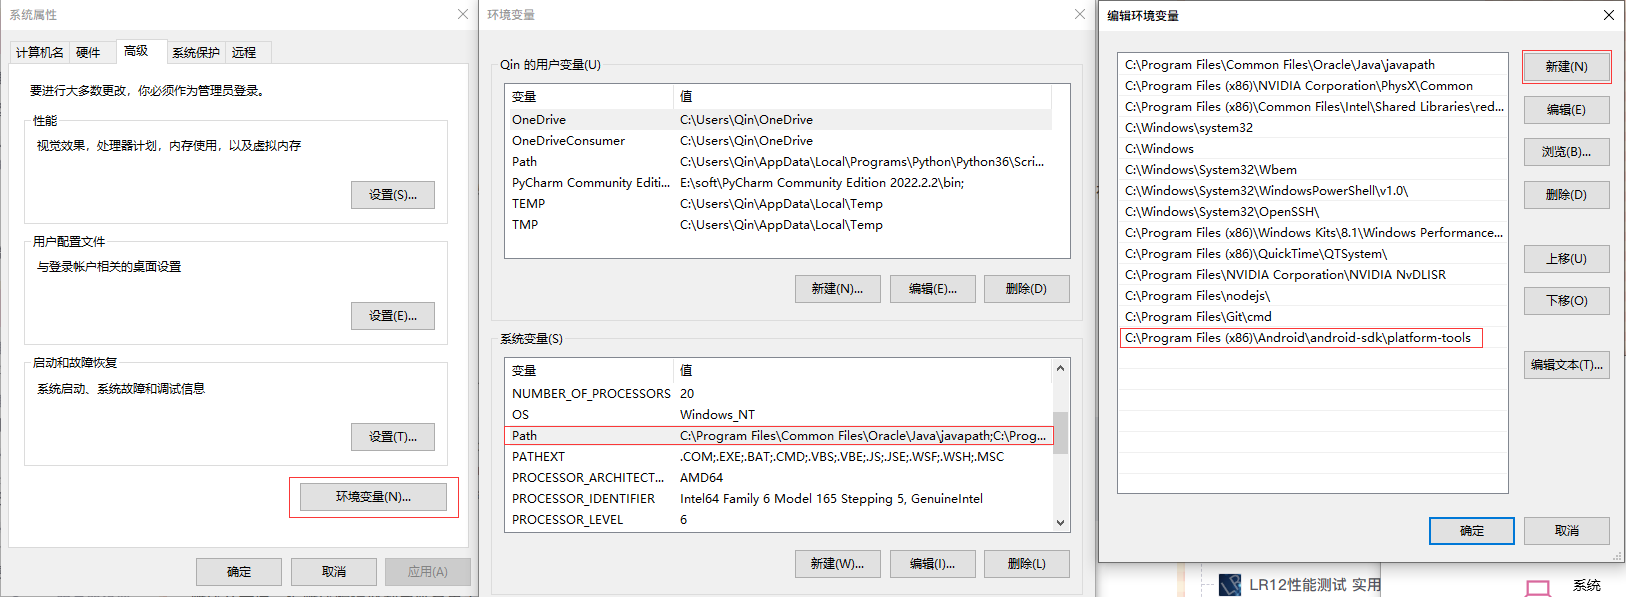 系统属性
计算机名 硬件 高级 系统保护 远程
要进行大多数更改，你必须作为管理员登录。
性能
视觉效果，处理器计划，内存使用，以及虚拟内存
设置(S)...
用户配置文件
与登录帐户相关的桌面设置
设置(E)...
启动和故障恢复
系统启动、系统故障和调试信息
设置(T)...
环境变量(N)...
确定 取消 应用(A)
环境变量
Qin 的用户变量(U)
变量 值
OneDrive C:\Users\Qin\OneDrive
OneDriveConsumer C:\Users\Qin\OneDrive
Path C:\Users\Qin\AppData\Local\Programs\Python\Python36\Scri...
PyCharm Community Editi... E:\soft\PyCharm Community Edition 2022.2.2\bin;
TEMP C:\Users\Qin\AppData\Local\Temp
TMP C:\Users\Qin\AppData\Local\Temp
新建(N)... 编辑(E)... 删除(D)
系统变量(S)
变量 值
NUMBER_OF_PROCESSORS 20
OS Windows_NT
Path C:\Program Files\Common Files\Oracle\Java\javapath;C:\Prog...
PATHEXT .COM;.EXE;.BAT;.CMD;.VBS;.VBE;.JS;.JSE;.WSF;.WSH;.MSC
PROCESSOR_ARCHITECT... AMD64
PROCESSOR_IDENTIFIER Intel64 Family 6 Model 165 Stepping 5, GenuineIntel
PROCESSOR_LEVEL 6
新建(W)... 编辑(I)... 删除(L)
编辑环境变量
C:\Program Files\Common Files\Oracle\Java\javapath
C:\Program Files (x86)\NVIDIA Corporation\PhysX\Common
C:\Program Files (x86)\Common Files\Intel\Shared Libraries\red...
C:\Windows\system32
C:\Windows
C:\Windows\System32\Wbem
C:\Windows\System32\WindowsPowerShell\v1.0\
C:\Windows\System32\OpenSSH\
C:\Program Files (x86)\Windows Kits\8.1\Windows Performance...
C:\Program Files (x86)\QuickTime\QTSystem\
C:\Program Files\NVIDIA Corporation\NVIDIA NvDLISR
C:\Program Files\nodejs\
C:\Program Files\Git\cmd
C:\Program Files (x86)\Android\android-sdk\platform-tools
新建(N)
编辑(E)
浏览(B)...
删除(D)
上移(U)
下移(O)
编辑文本(T)...
确定 取消
LR12性能测试 实用
系统